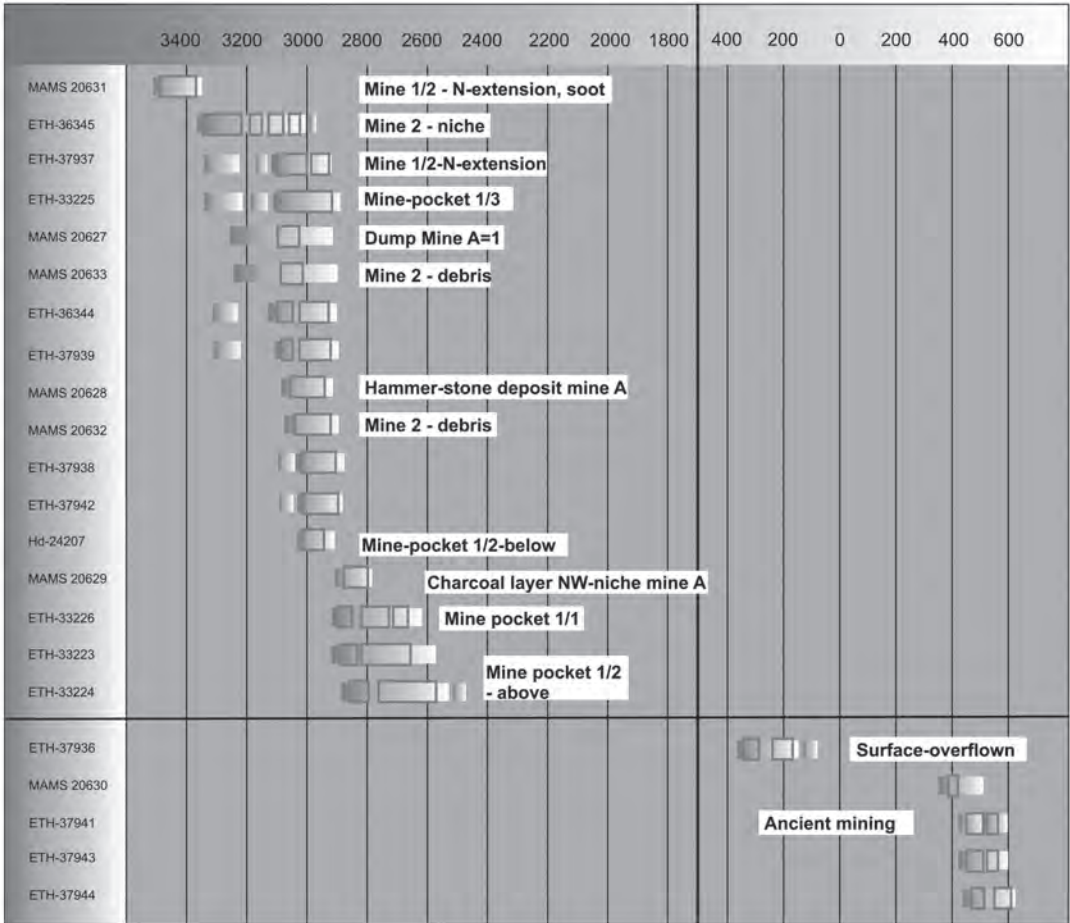 3400 3200 3000 2800 2600 2400 2200 2000 1800 400 200 0 200 400 600
MAMS 20631 Mine 1/2 - N-extension, soot
ETH-36345 Mine 2 - niche
ETH-37937 Mine 1/2-N-extension
ETH-33225 Mine-pocket 1/3
MAMS 20627 Dump Mine A=1
MAMS 20633 Mine 2 - debris
ETH-36344
ETH-37939
MAMS 20628 Hammer-stone deposit mine A
MAMS 20632 Mine 2 - debris
ETH-37938
ETH-37942
Hd-24207 Mine-pocket 1/2-below
MAMS 20629 Charcoal layer NW-niche mine A
ETH-33226 Mine pocket 1/1
ETH-33223
Mine pocket 1/2
ETH-33224 - above
ETH-37936 Surface-overflown
MAMS 20630
ETH-37941 Ancient mining
ETH-37943
ETH-37944